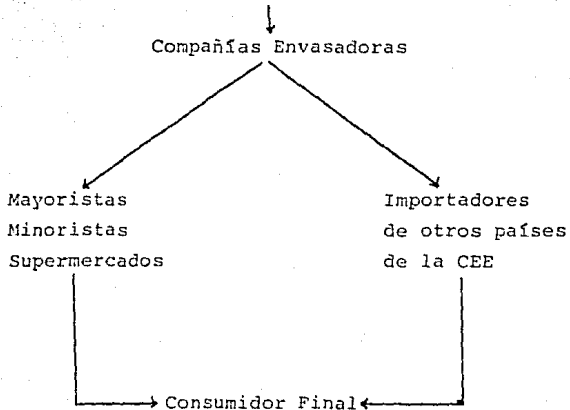 Compañías Envasadoras
Mayoristas
Minoristas
Supermercados
Importadores
de otros países
de la CEE
Consumidor Final